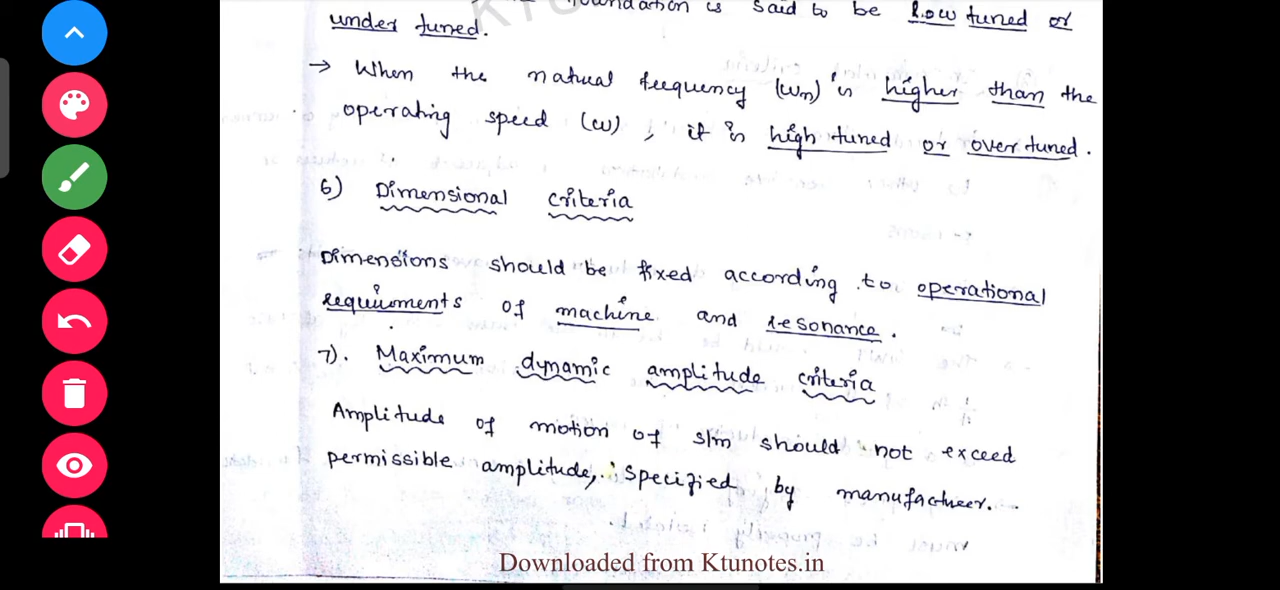 foundation is said to be low tuned or
under tuned.
→ When the natual frequency (ωn) is higher than the
operating speed (ω), it is high tuned or over tuned.
6) Dimensional criteria
Dimensions should be fixed according to operational
requirements of machine and resonance.
7). Maximum dynamic amplitude criteria
Amplitude of motion of s/m should not exceed
permissible amplitude, specified by manufactuer.
Downloaded from Ktunotes.in